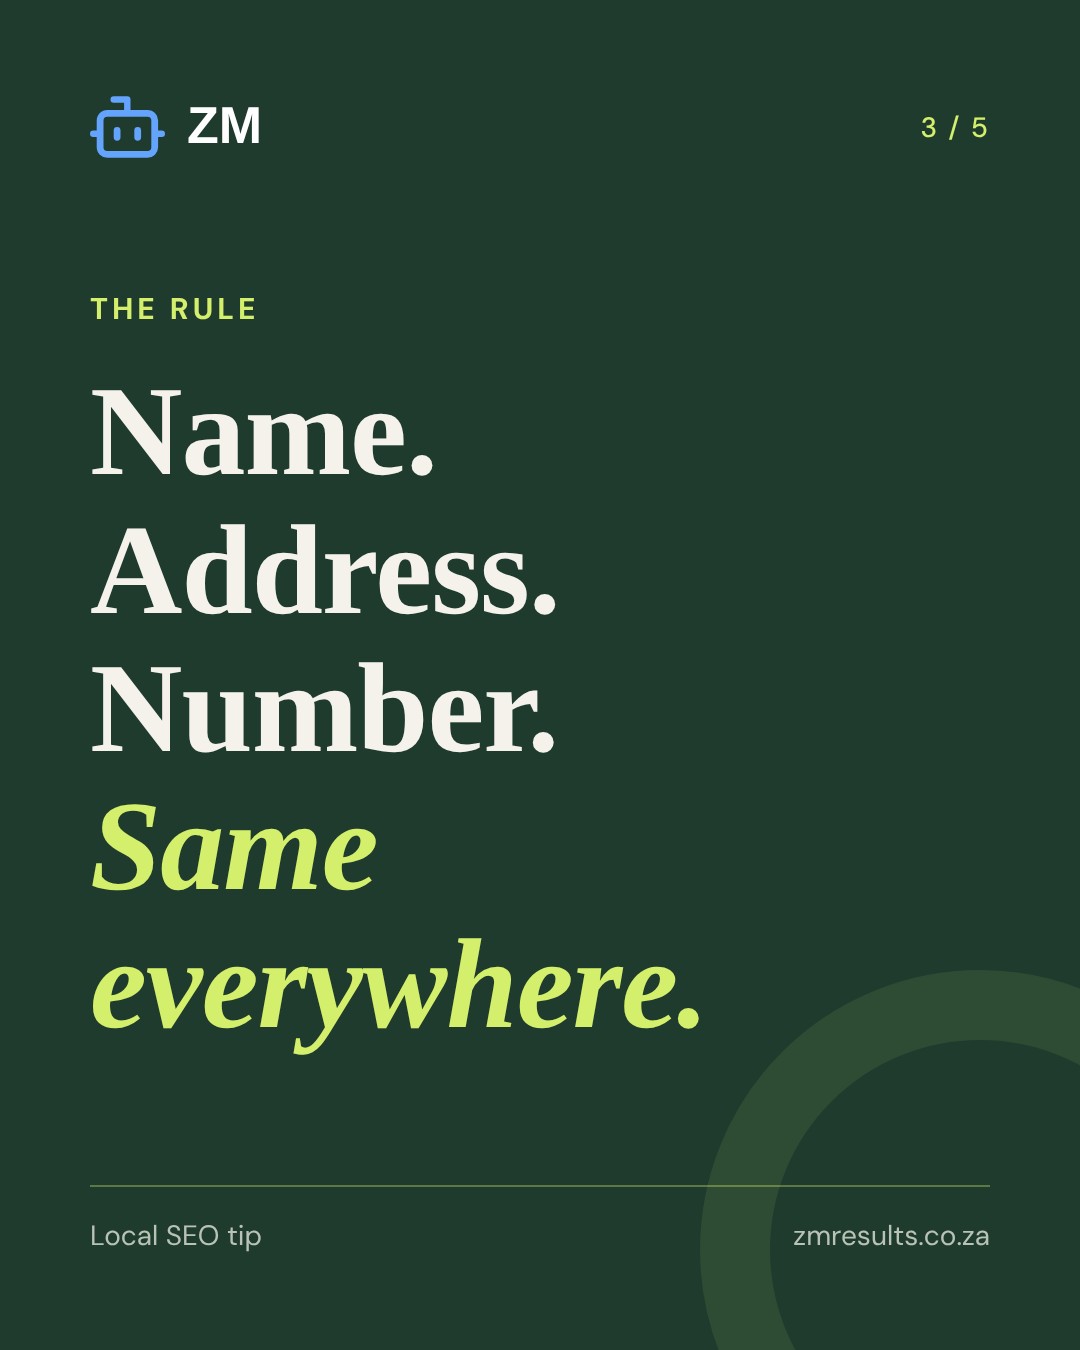 ZM
3 / 5
THE RULE
Name.
Address.
Number.
Same
everywhere.
Local SEO tip
zmresults.co.za